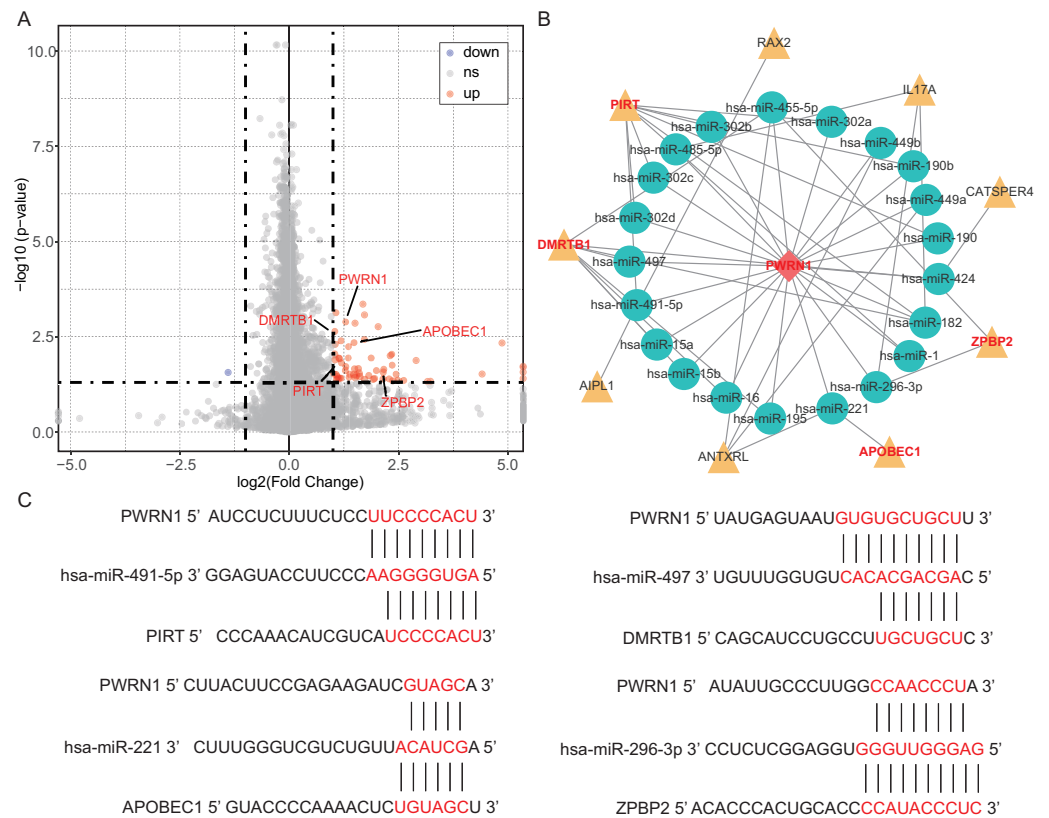 A
−log10 (p−value)
10.0
7.5
5.0
2.5
0.0
down
ns
up
PWRN1
DMRTB1
APOBEC1
PIRT
ZPBP2
−5.0
−2.5
0.0
2.5
5.0
log2(Fold Change)
B
RAX2
IL17A
PIRT
hsa-miR-455-5p
hsa-miR-302b
hsa-miR-302a
hsa-miR-485-5p
hsa-miR-449b
hsa-miR-190b
hsa-miR-302c
CATSPER4
hsa-miR-449a
hsa-miR-302d
hsa-miR-190
DMRTB1
hsa-miR-497
PWRN1
hsa-miR-424
hsa-miR-491-5p
hsa-miR-182
ZPBP2
hsa-miR-15a
hsa-miR-1
hsa-miR-15b
hsa-miR-296-3p
AIPL1
hsa-miR-16
hsa-miR-221
hsa-miR-195
ANTXRL
APOBEC1
C
PWRN1 5’ AUCCUCUUUCUCCUUCCCCACU 3’
hsa-miR-491-5p 3’ GGAGUACCUUCCCAAGGGGUGA 5’
PIRT 5’ CCCAAACAUCGUCAUCCCCACU3’
PWRN1 5’ UAUGAGUAAUGUGUGCUGCUU 3’
hsa-miR-497 3’ UGUUUGGUGUCACACGACGAC 5’
DMRTB1 5’ CAGCAUCCUGCCUUUGCUGCUC 3’
PWRN1 5’ CUUACUUCCGAGAAGAUCGUAGCA 3’
hsa-miR-221 3’ CUUUGGGUCGUCUGUUACAUCGA 5’
APOBEC1 5’ GUACCCCAAAACUCUGUAGCU 3’
PWRN1 5’ AUAUUGCCCUUGGCCAACCCUA 3’
hsa-miR-296-3p 3’ CCUCUCGGAGGUGGGUUGGGAG 5’
ZPBP2 5’ ACACCCACUGCACCCCAUACCCUC 3’